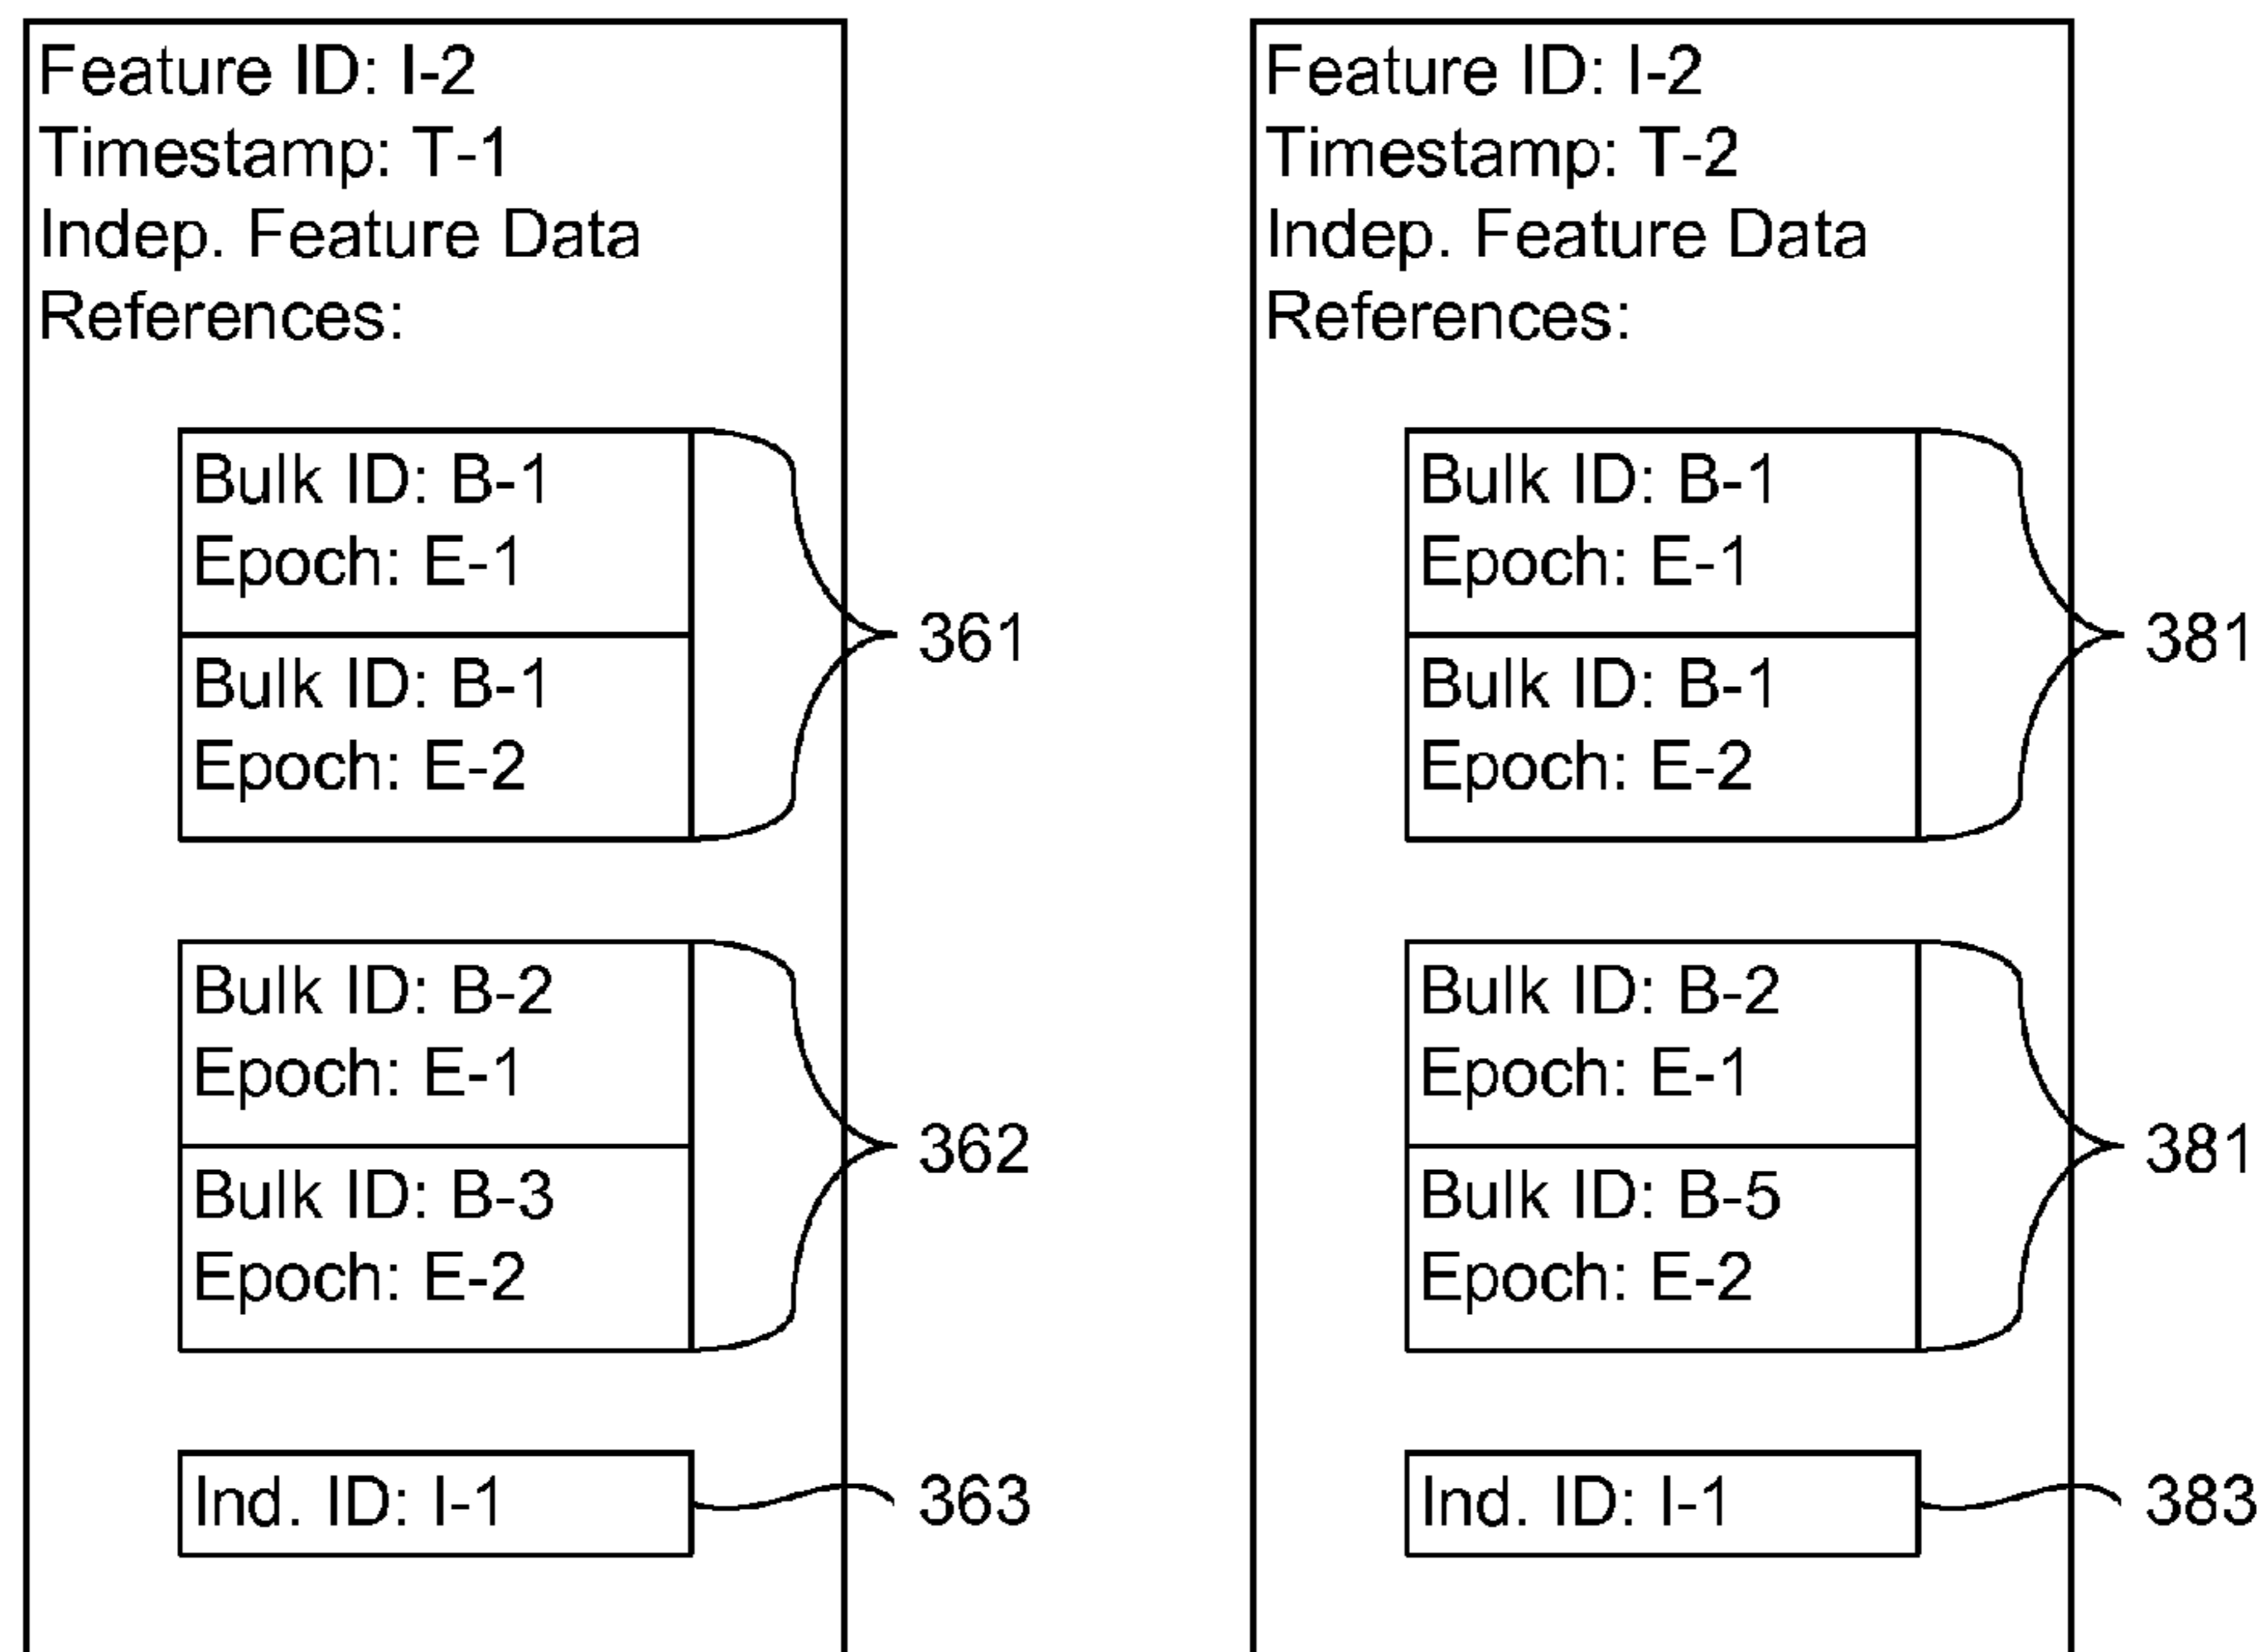 Feature ID: I-2
Timestamp: T-1
Indep. Feature Data
References:
Bulk ID: B-1
Epoch: E-1
Bulk ID: B-1
Epoch: E-2
361
Bulk ID: B-2
Epoch: E-1
Bulk ID: B-3
Epoch: E-2
362
Ind. ID: I-1
363
Feature ID: I-2
Timestamp: T-2
Indep. Feature Data
References:
Bulk ID: B-1
Epoch: E-1
Bulk ID: B-1
Epoch: E-2
381
Bulk ID: B-2
Epoch: E-1
Bulk ID: B-5
Epoch: E-2
381
Ind. ID: I-1
383